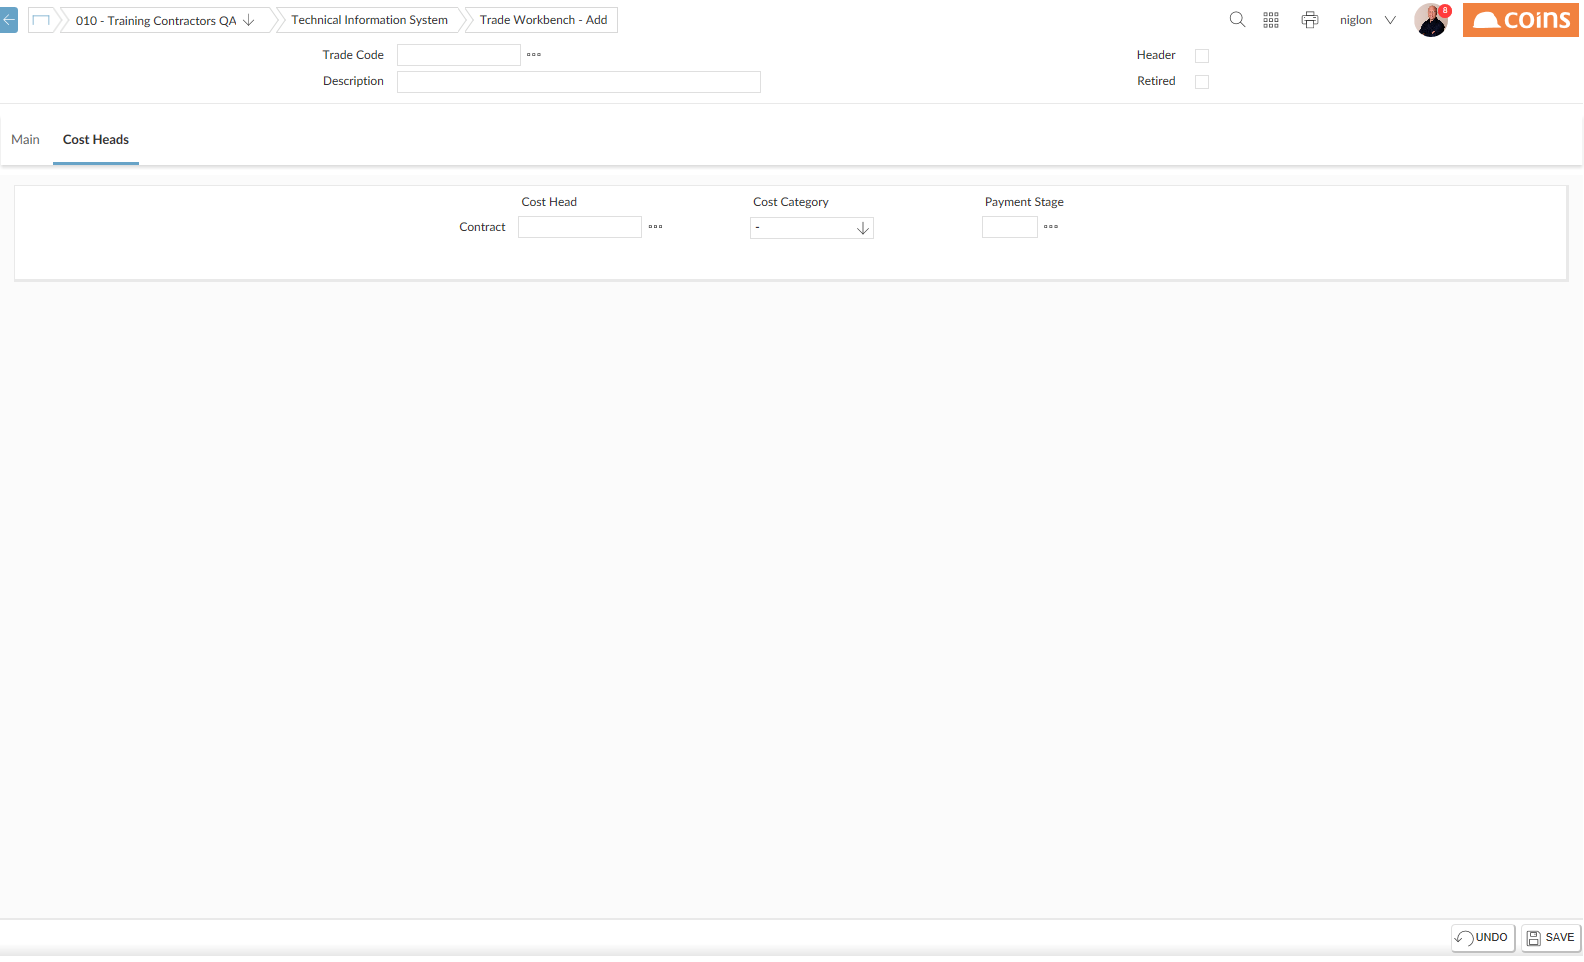 010 - Training Contractors QA
Technical Information System
Trade Workbench - Add
niglon
8
coins
Trade Code
Header
Description
Retired
Main
Cost Heads
Cost Head
Cost Category
Payment Stage
Contract
-
UNDO
SAVE